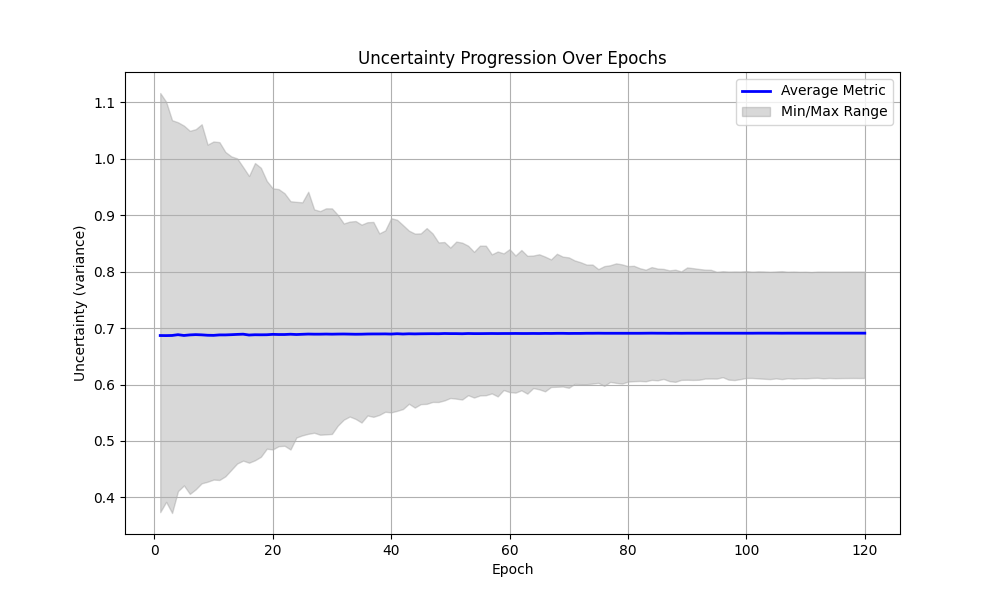 Uncertainty Progression Over Epochs
Average Metric
Min/Max Range
Uncertainty (variance)
1.1
1.0
0.9
0.8
0.7
0.6
0.5
0.4
0 20 40 60 80 100 120
Epoch